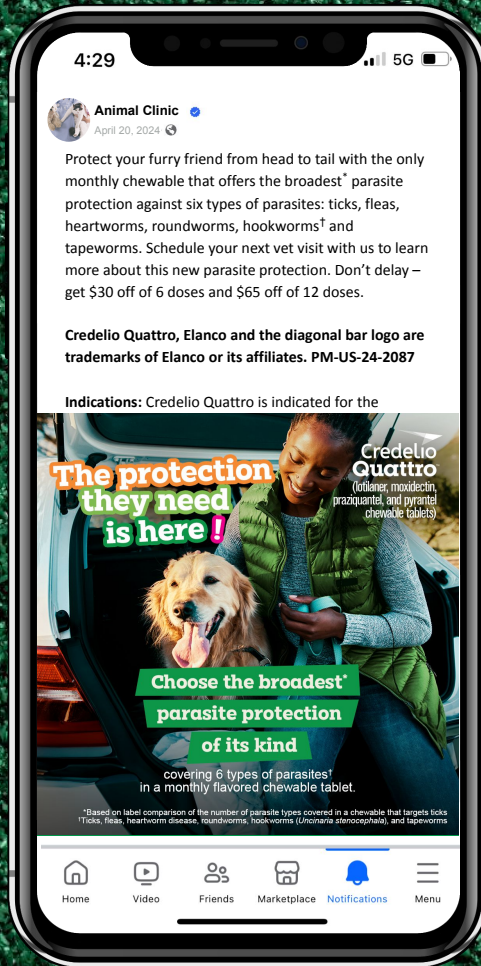 4:29
5G
Animal Clinic
April 20, 2024
Protect your furry friend from head to tail with the only
monthly chewable that offers the broadest* parasite
protection against six types of parasites: ticks, fleas,
heartworms, roundworms, hookworms† and
tapeworms. Schedule your next vet visit with us to learn
more about this new parasite protection. Don't delay –
get $30 off of 6 doses and $65 off of 12 doses.
Credelio Quattro, Elanco and the diagonal bar logo are
trademarks of Elanco or its affiliates. PM-US-24-2087
Indications: Credelio Quattro is indicated for the
The protection
they need
is here!
Credelio
Quattro
(lotilaner, moxidectin,
praziquantel, and pyrantel
chewable tablets)
Choose the broadest*
parasite protection
of its kind
covering 6 types of parasites†
in a monthly flavored chewable tablet.
*Based on label comparison of the number of parasite types covered in a chewable that targets ticks
†Ticks, fleas, heartworm disease, roundworms, hookworms (Uncinaria stenocephala), and tapeworms
Home
Video
Friends
Marketplace
Notifications
Menu